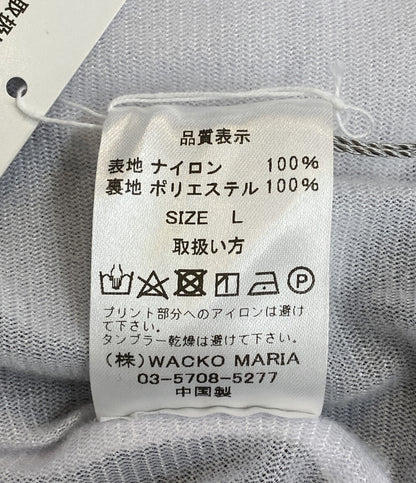 取扱
品質表示
表地 ナイロン 100%
裏地 ポリエステル 100%
SIZE L
取扱い方
P
プリント部分へのアイロンは避け
て下さい。
タンブラー乾燥は避けて下さい。
(株)WACKO MARIA
03-5708-5277
中国製